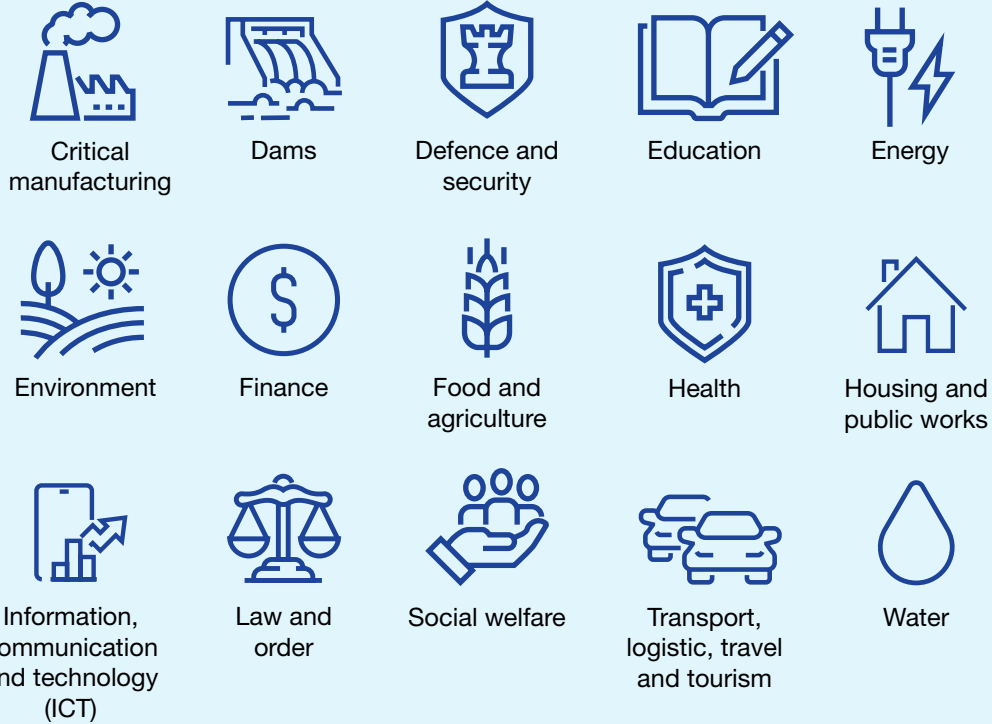 Critical
manufacturing
Dams
Defence and
security
Education
Energy
Environment
Finance
Food and
agriculture
Health
Housing and
public works
Information,
ommunication
nd technology
(ICT)
Law and
order
Social welfare
Transport,
logistic, travel
and tourism
Water